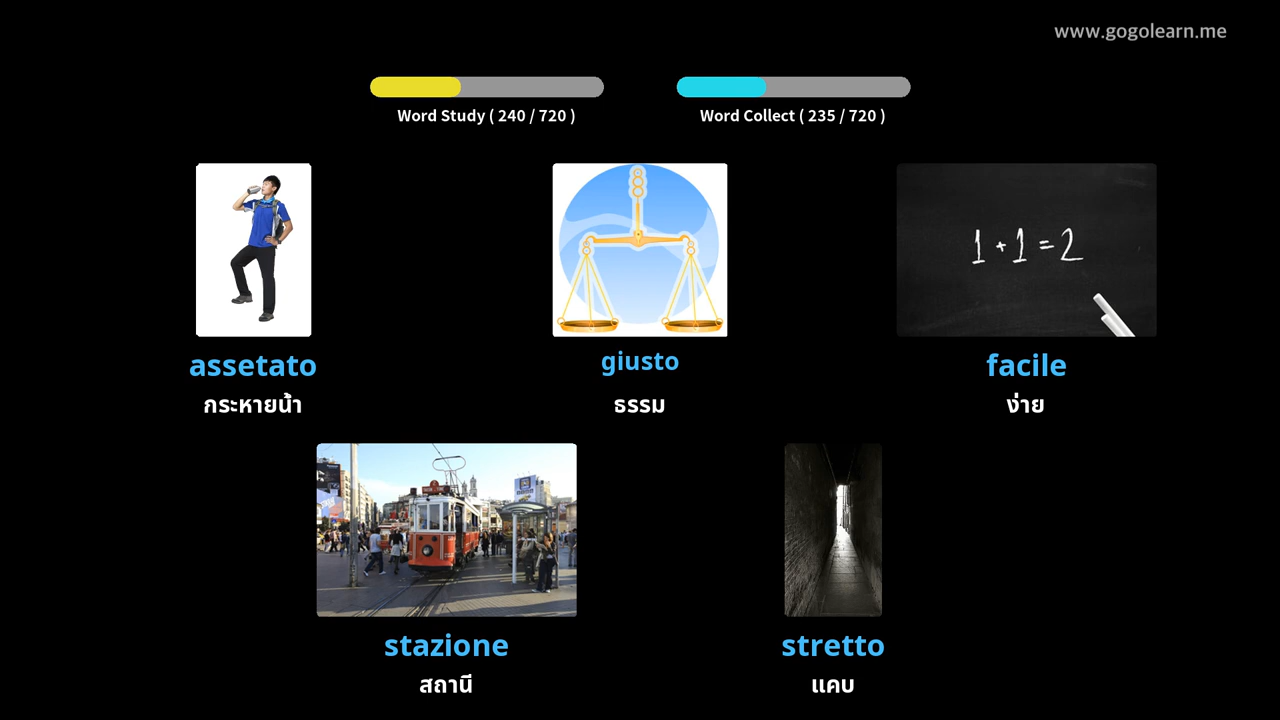 www.gogolearn.me
Word Study ( 240 / 720 )
Word Collect ( 235 / 720 )
1 + 1 = 2
assetato
กระหายน้ำ
giusto
ธรรม
facile
ง่าย
stazione
สถานี
stretto
แคบ